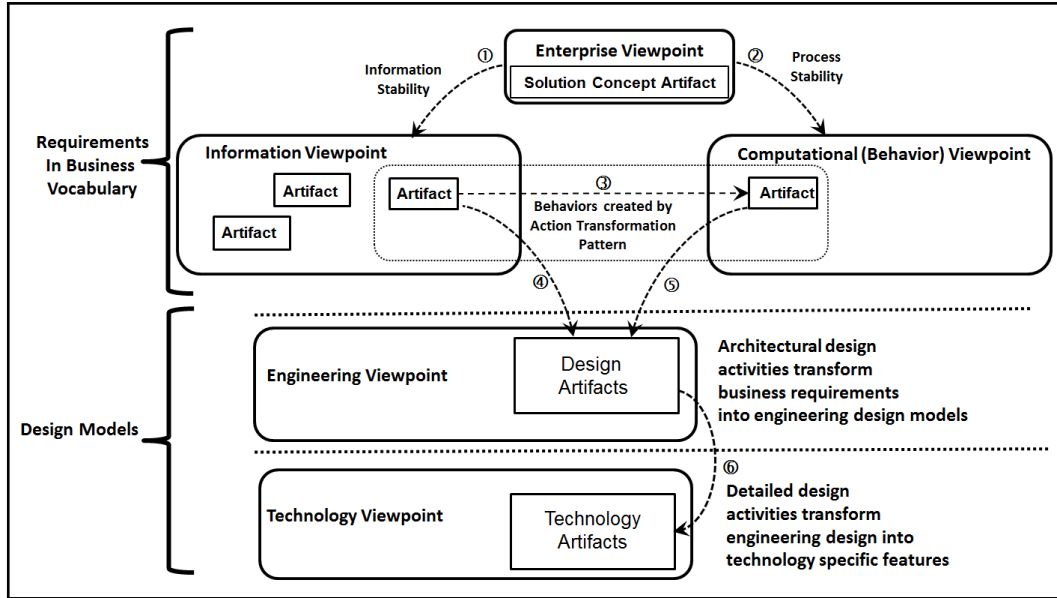 ①
Enterprise Viewpoint
②
Solution Concept Artifact
Information
Stability
Process
Stability
Requirements
In Business
Vocabulary
Information Viewpoint
Computational (Behavior) Viewpoint
Artifact
Artifact
Artifact
③
Artifact
Behaviors created by
Action Transformation
Pattern
④
⑤
Design Models
Engineering Viewpoint
Design
Artifacts
Architectural design
activities transform
business requirements
into engineering design models
⑥
Technology Viewpoint
Technology
Artifacts
Detailed design
activities transform
engineering design into
technology specific features